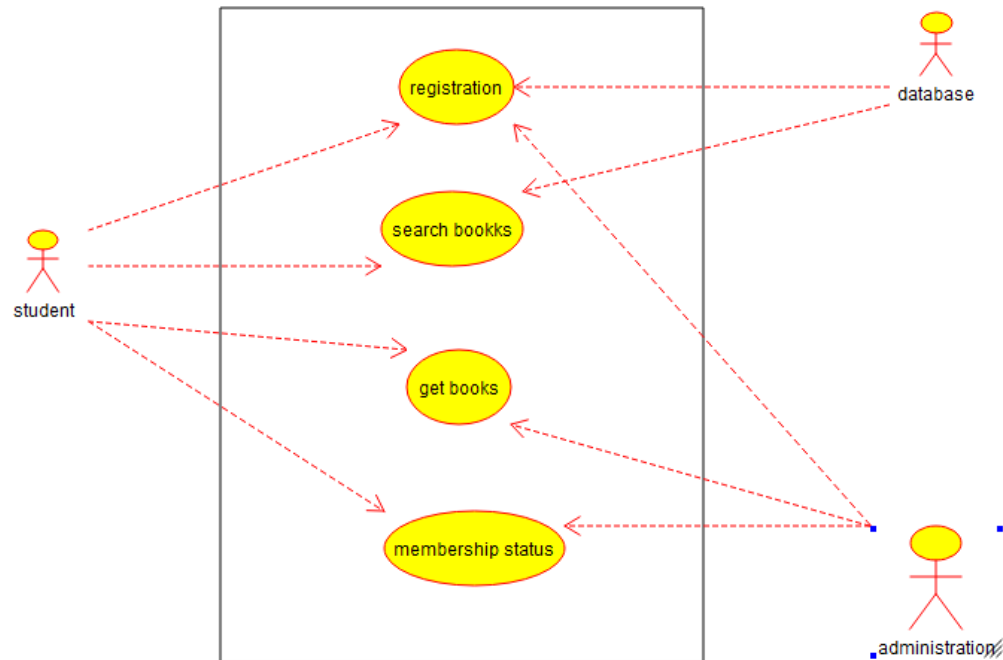 registration
database
search bookks
student
get books
membership status
administration